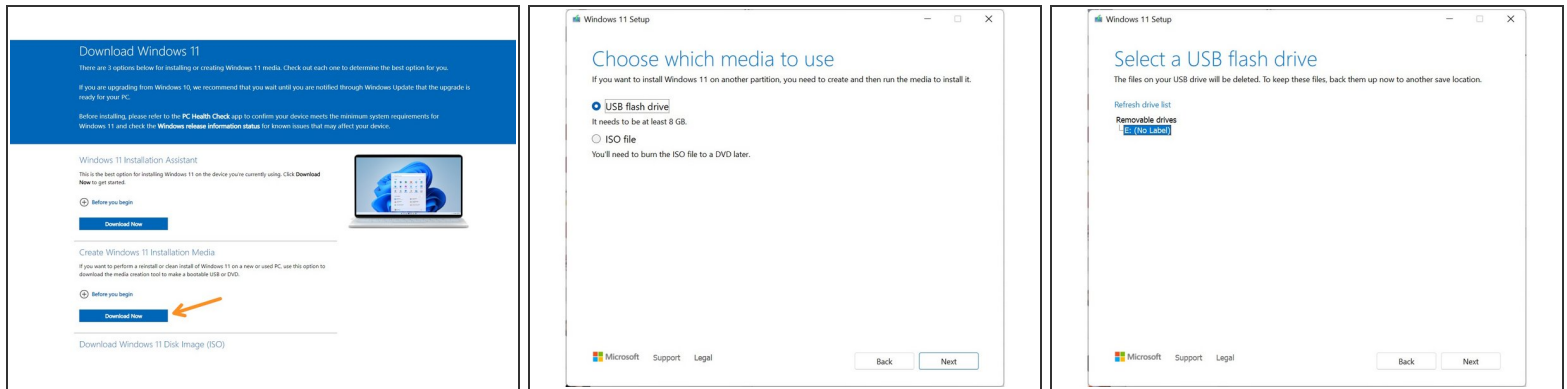 Download Windows 11
There are 3 options below for installing or creating Windows 11 media. Check out each one to determine the best option for you.
If you are upgrading from Windows 10, we recommend that you wait until you are notified through Windows Update that the upgrade is
ready for your PC.
Before installing, please refer to the PC Health Check app to confirm your device meets the minimum system requirements for
Windows 11 and check the Windows release information status for known issues that may affect your device.
Windows 11 Installation Assistant
This is the best option for installing Windows 11 on the device you're currently using. Click Download
Now to get started.
Before you begin
Download Now
Create Windows 11 Installation Media
If you want to perform a reinstall or clean install of Windows 11 on a new or used PC, use this option to
download the media creation tool to make a bootable USB or DVD.
Before you begin
Download Now
Download Windows 11 Disk Image (ISO)
Windows 11 Setup
Choose which media to use
If you want to install Windows 11 on another partition, you need to create and then run the media to install it.
USB flash drive
It needs to be at least 8 GB.
ISO file
You'll need to burn the ISO file to a DVD later.
Microsoft Support Legal
Back Next
Windows 11 Setup
Select a USB flash drive
The files on your USB drive will be deleted. To keep these files, back them up now to another save location.
Refresh drive list
Removable drives
E: (No Label)
Microsoft Support Legal
Back Next